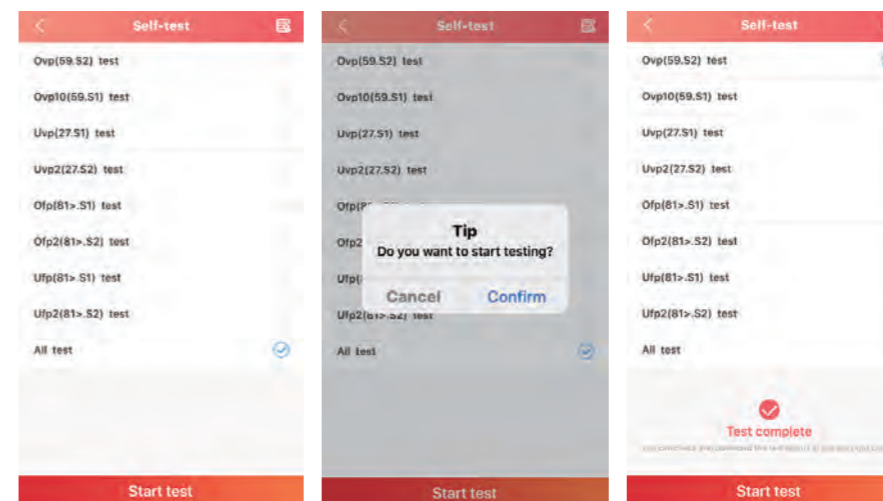 Self-test
Ovp(59.S2) test
Ovp10(59.S1) test
Uvp(27.S1) test
Uvp2(27.S2) test
Ofp(81>.S1) test
Ofp2(81>.S2) test
Ufp(81>.S1) test
Ufp2(81>.S2) test
All test
Start test
Self-test
Ovp(59.S2) test
Ovp10(59.S1) test
Uvp(27.S1) test
Uvp2(27.S2) test
Ofp2
Tip
Do you want to start testing?
Cancel Confirm
Ufp2(81>.S2) test
All test
Start test
Self-test
Ovp(59.S2) test
Ovp10(59.S1) test
Uvp(27.S1) test
Uvp2(27.S2) test
Ofp(81>.S1) test
Ofp2(81>.S2) test
Ufp(81>.S1) test
Ufp2(81>.S2) test
All test
Test complete
Start test